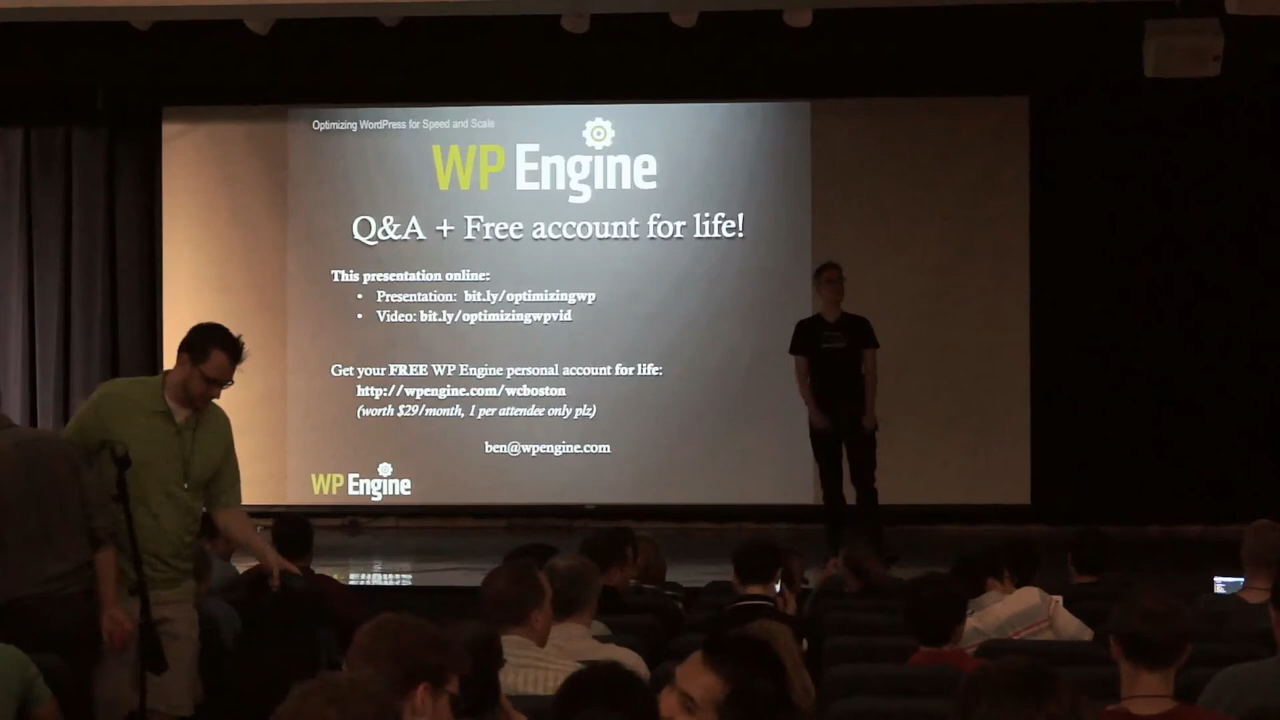 Optimizing WordPress for Speed and Scale
WP Engine
Q&A + Free account for life!
This presentation online:
• Presentation: bit.ly/optimizingwp
• Video: bit.ly/optimizingwpvid
Get your FREE WP Engine personal account for life:
http://wpengine.com/wcboston
(worth $29/month, 1 per attendee only plz)
ben@wpengine.com
WP Engine